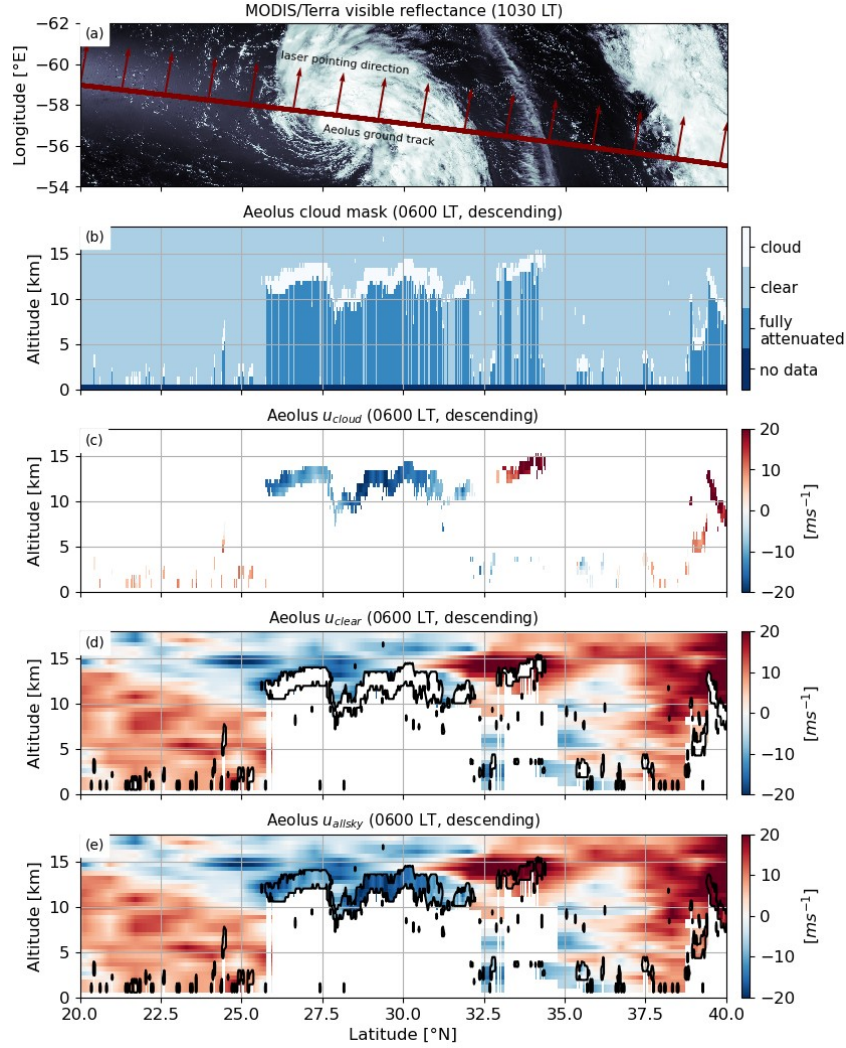 MODIS/Terra visible reflectance (1030 LT)
(a)
−62
−60
−58
−56
−54
Longitude [°E]
laser pointing direction
Aeolus ground track
Aeolus cloud mask (0600 LT, descending)
(b)
15
10
5
0
Altitude [km]
cloud
clear
fully
attenuated
no data
Aeolus u_cloud (0600 LT, descending)
(c)
15
10
5
0
Altitude [km]
20
10
0
−10
−20
[ms⁻¹]
Aeolus u_clear (0600 LT, descending)
(d)
15
10
5
0
Altitude [km]
20
10
0
−10
−20
[ms⁻¹]
Aeolus u_allsky (0600 LT, descending)
(e)
15
10
5
0
Altitude [km]
20
10
0
−10
−20
[ms⁻¹]
20.0 22.5 25.0 27.5 30.0 32.5 35.0 37.5 40.0
Latitude [°N]